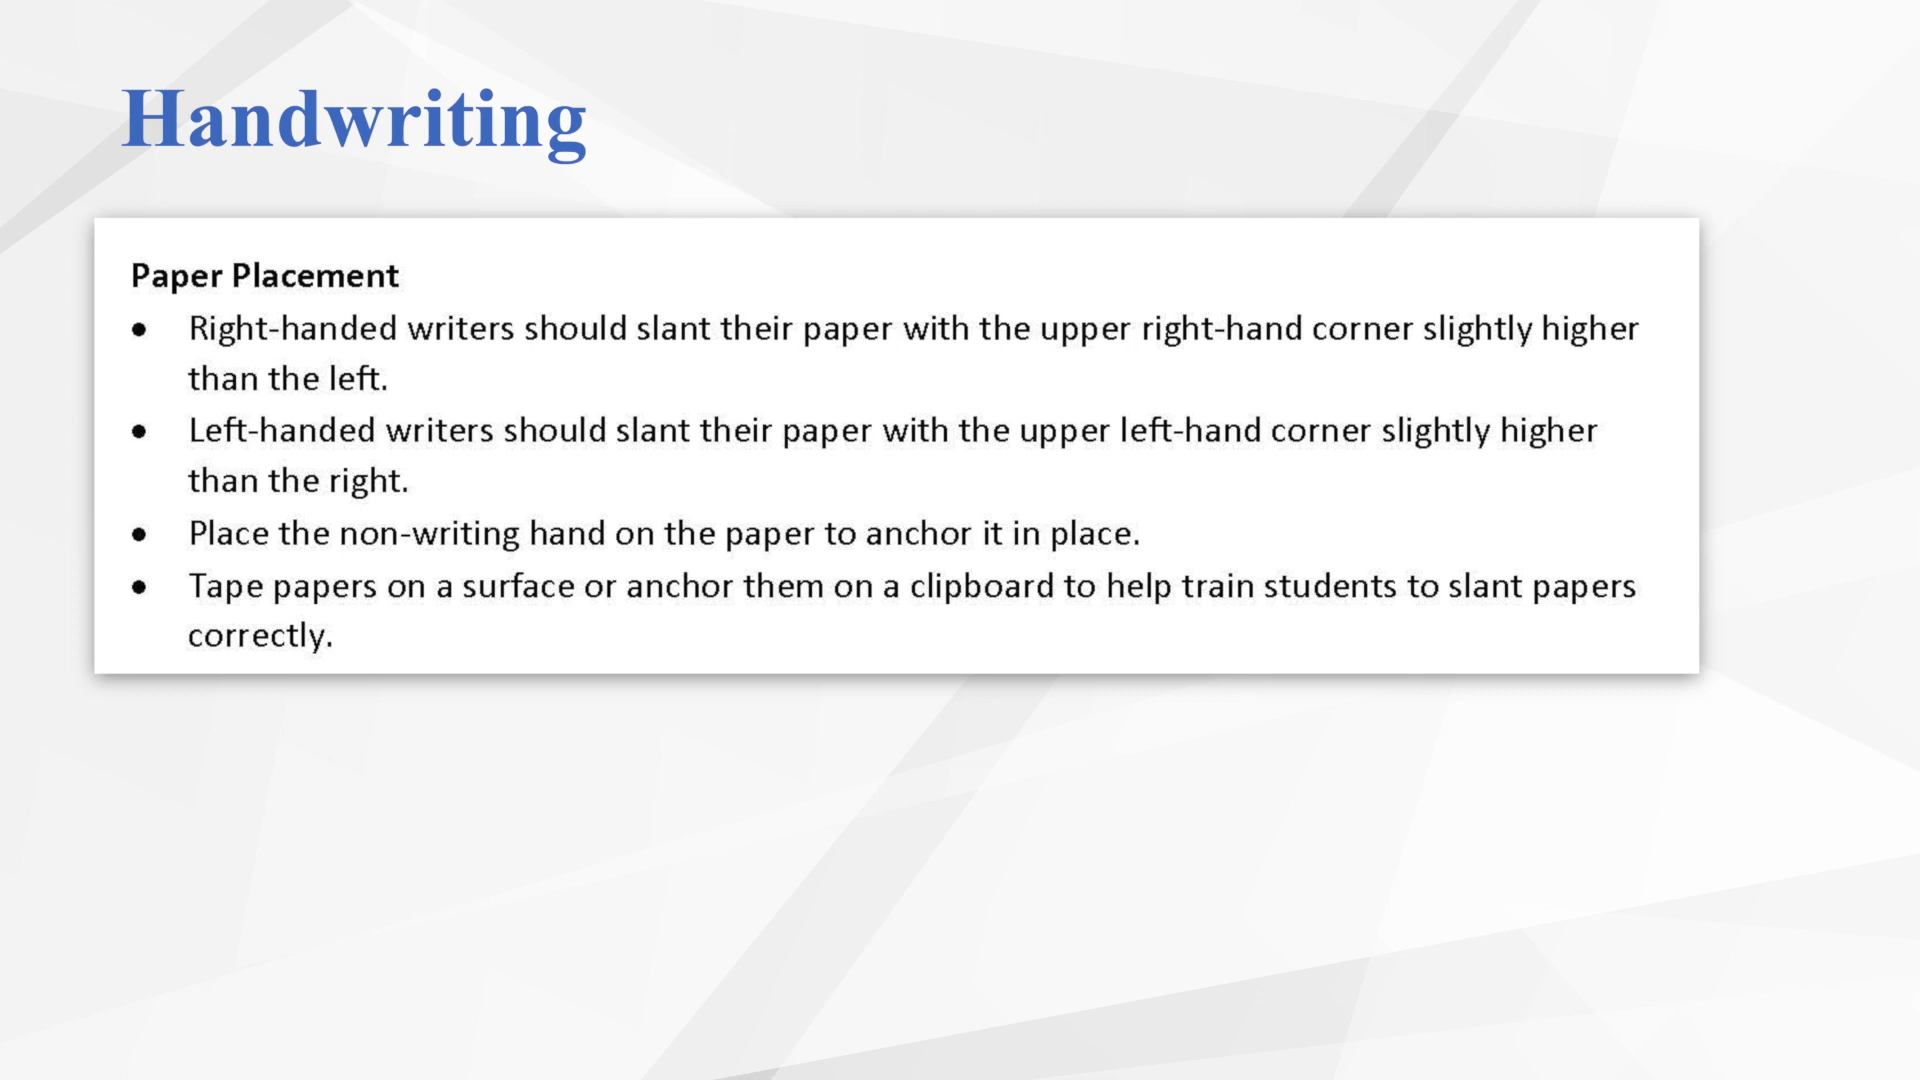 Handwriting
Paper Placement
• Right-handed writers should slant their paper with the upper right-hand corner slightly higher
than the left.
• Left-handed writers should slant their paper with the upper left-hand corner slightly higher
than the right.
• Place the non-writing hand on the paper to anchor it in place.
• Tape papers on a surface or anchor them on a clipboard to help train students to slant papers
correctly.